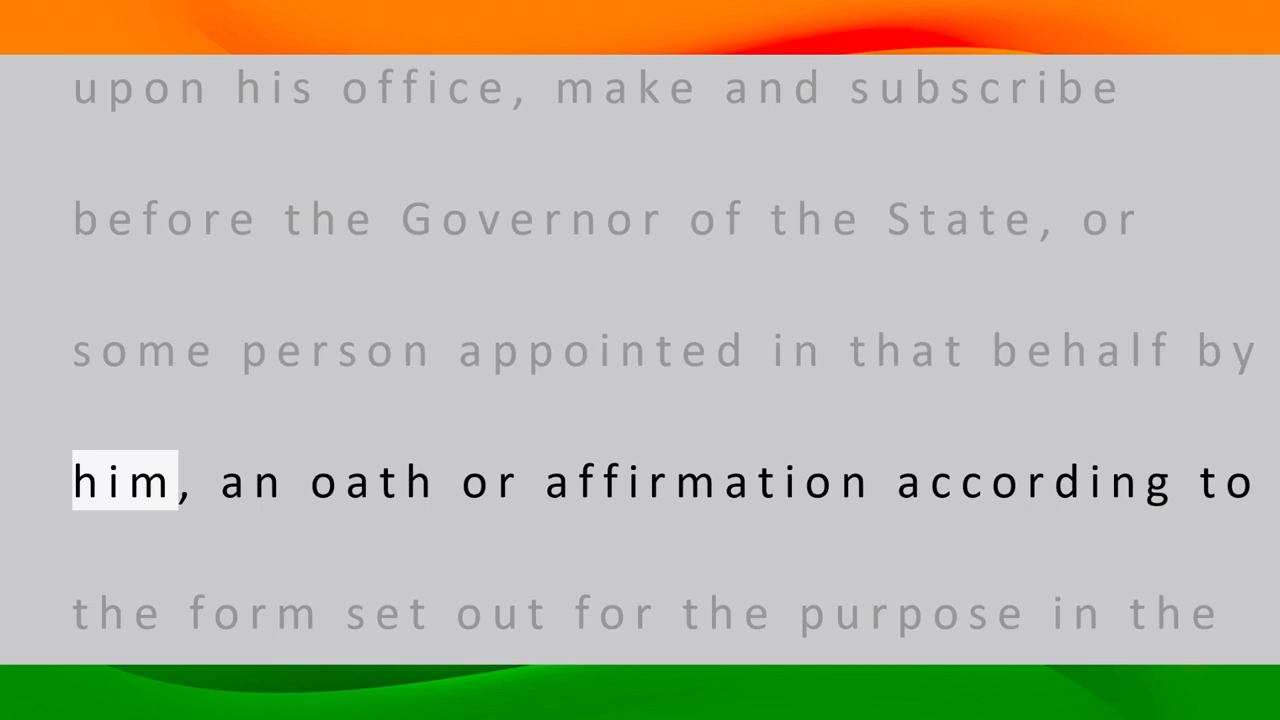 upon his office, make and subscribe
before the Governor of the State, or
some person appointed in that behalf by
him, an oath or affirmation according to
the form set out for the purpose in the